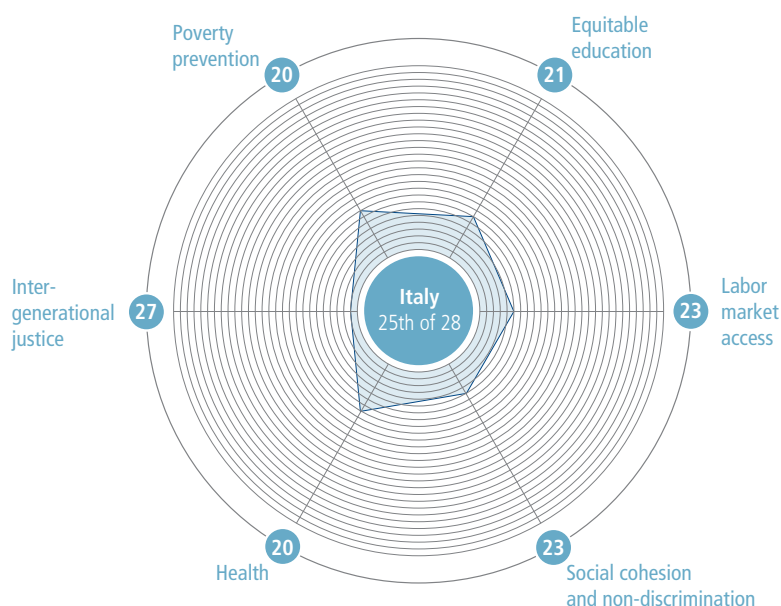 Poverty
prevention
20
Equitable
education
21
Inter-
generational
justice
27
Italy
25th of 28
23
Labor
market
access
20
Health
23
Social cohesion
and non-discrimination